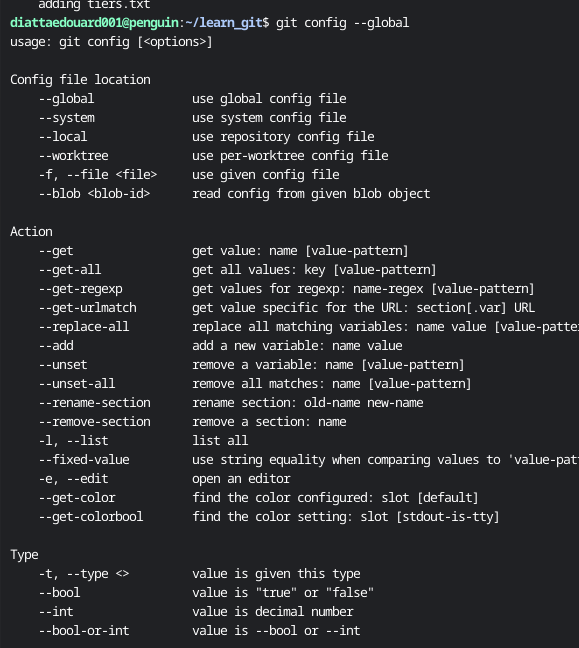 adding tiers.txt
diattaedouard001@penguin:~/learn_git$ git config --global
usage: git config [<options>]

Config file location
    --global              use global config file
    --system              use system config file
    --local               use repository config file
    --worktree            use per-worktree config file
    -f, --file <file>     use given config file
    --blob <blob-id>      read config from given blob object

Action
    --get                 get value: name [value-pattern]
    --get-all             get all values: key [value-pattern]
    --get-regexp          get values for regexp: name-regex [value-pattern]
    --get-urlmatch        get value specific for the URL: section[.var] URL
    --replace-all         replace all matching variables: name value [value-patte
    --add                 add a new variable: name value
    --unset               remove a variable: name [value-pattern]
    --unset-all           remove all matches: name [value-pattern]
    --rename-section      rename section: old-name new-name
    --remove-section      remove a section: name
    -l, --list            list all
    --fixed-value         use string equality when comparing values to 'value-pat
    -e, --edit            open an editor
    --get-color           find the color configured: slot [default]
    --get-colorbool       find the color setting: slot [stdout-is-tty]

Type
    -t, --type <>         value is given this type
    --bool                value is "true" or "false"
    --int                 value is decimal number
    --bool-or-int         value is --bool or --int